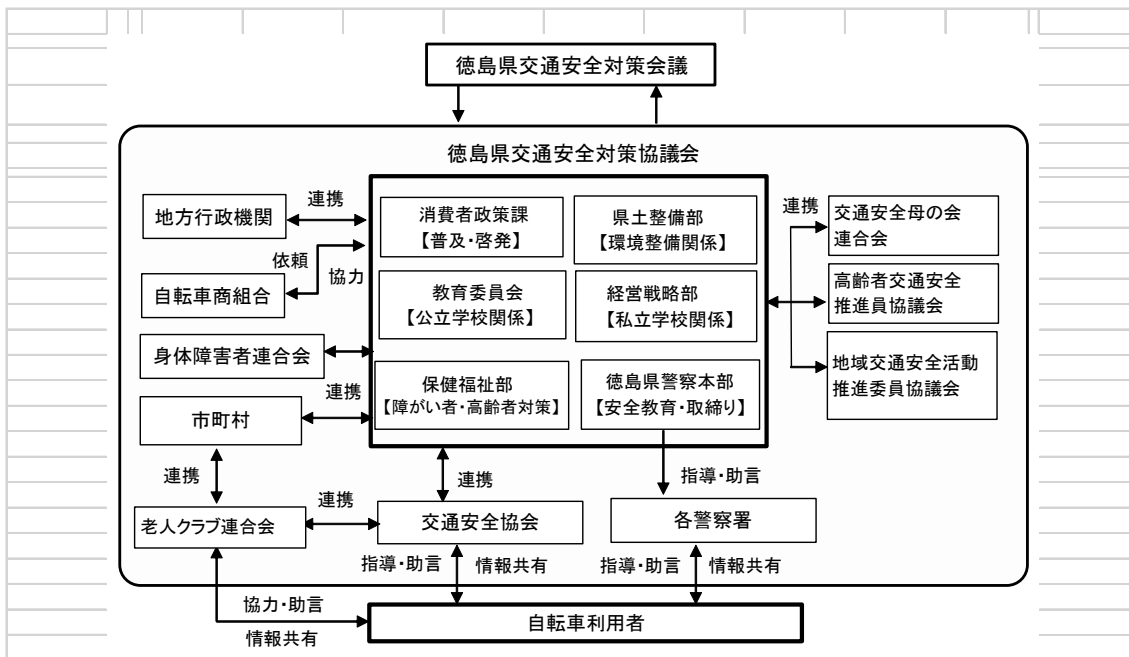 徳島県交通安全対策会議
徳島県交通安全対策協議会
地方行政機関
連携
依頼
協力
自転車商組合
身体障害者連合会
連携
市町村
連携
老人クラブ連合会
連携
消費者政策課
【普及・啓発】
県土整備部
【環境整備関係】
教育委員会
【公立学校関係】
経営戦略部
【私立学校関係】
保健福祉部
【障がい者・高齢者対策】
徳島県警察本部
【安全教育・取締り】
連携
交通安全母の会
連合会
高齢者交通安全
推進員協議会
地域交通安全活動
推進委員協議会
連携
指導・助言
交通安全協会
各警察署
指導・助言
情報共有
指導・助言
情報共有
協力・助言
情報共有
自転車利用者